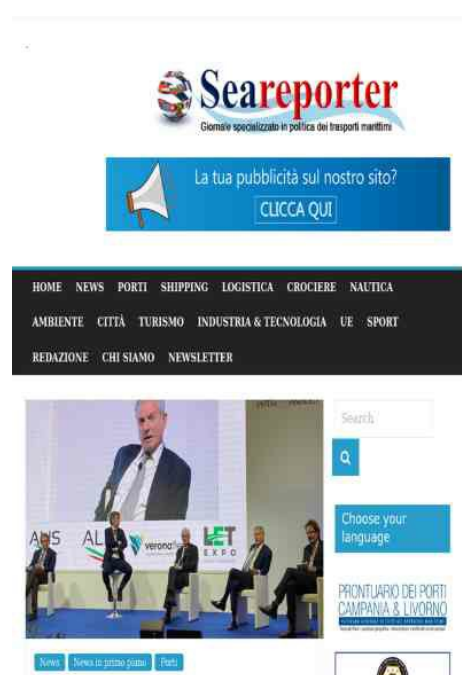 Seareporter
Giornale specializzato in politica dei trasporti marittimi
La tua pubblicità sul nostro sito?
CLICCA QUI
HOME NEWS PORTI SHIPPING LOGISTICA CROCIERE NAUTICA
AMBIENTE CITTÀ TURISMO INDUSTRIA & TECNOLOGIA UE SPORT
REDAZIONE CHI SIAMO NEWSLETTER
Search
AL
verona
LET
EXPO
Choose your
language
PRONTUARIO DEI PORTI
CAMPANIA & LIVORNO
News News in primo piano Porti